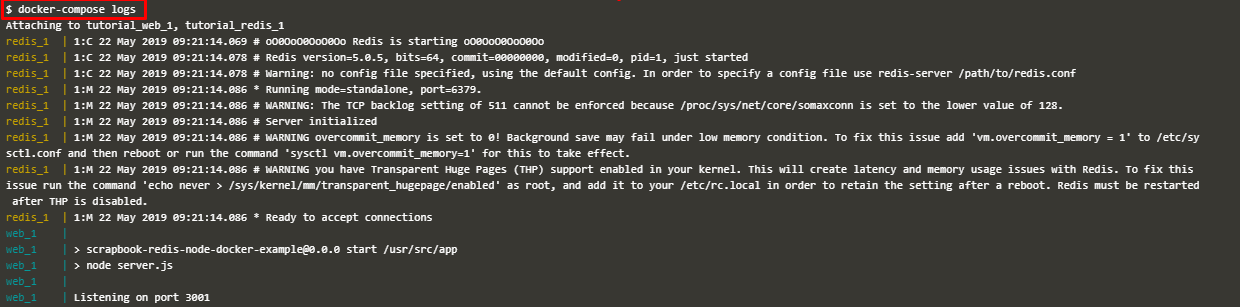 $ docker-compose logs
Attaching to tutorial_web_1, tutorial_redis_1
redis_1  | 1:C 22 May 2019 09:21:14.069 # oO0OoO0OoO0Oo Redis is starting oO0OoO0OoO0Oo
redis_1  | 1:C 22 May 2019 09:21:14.078 # Redis version=5.0.5, bits=64, commit=00000000, modified=0, pid=1, just started
redis_1  | 1:C 22 May 2019 09:21:14.078 # Warning: no config file specified, using the default config. In order to specify a config file use redis-server /path/to/redis.conf
redis_1  | 1:M 22 May 2019 09:21:14.086 * Running mode=standalone, port=6379.
redis_1  | 1:M 22 May 2019 09:21:14.086 # WARNING: The TCP backlog setting of 511 cannot be enforced because /proc/sys/net/core/somaxconn is set to the lower value of 128.
redis_1  | 1:M 22 May 2019 09:21:14.086 # Server initialized
redis_1  | 1:M 22 May 2019 09:21:14.086 # WARNING overcommit_memory is set to 0! Background save may fail under low memory condition. To fix this issue add 'vm.overcommit_memory = 1' to /etc/sy
sctl.conf and then reboot or run the command 'sysctl vm.overcommit_memory=1' for this to take effect.
redis_1  | 1:M 22 May 2019 09:21:14.086 # WARNING you have Transparent Huge Pages (THP) support enabled in your kernel. This will create latency and memory usage issues with Redis. To fix this
issue run the command 'echo never > /sys/kernel/mm/transparent_hugepage/enabled' as root, and add it to your /etc/rc.local in order to retain the setting after a reboot. Redis must be restarted
 after THP is disabled.
redis_1  | 1:M 22 May 2019 09:21:14.086 * Ready to accept connections
web_1    |
web_1    | > scrapbook-redis-node-docker-example@0.0.0 start /usr/src/app
web_1    | > node server.js
web_1    |
web_1    | Listening on port 3001